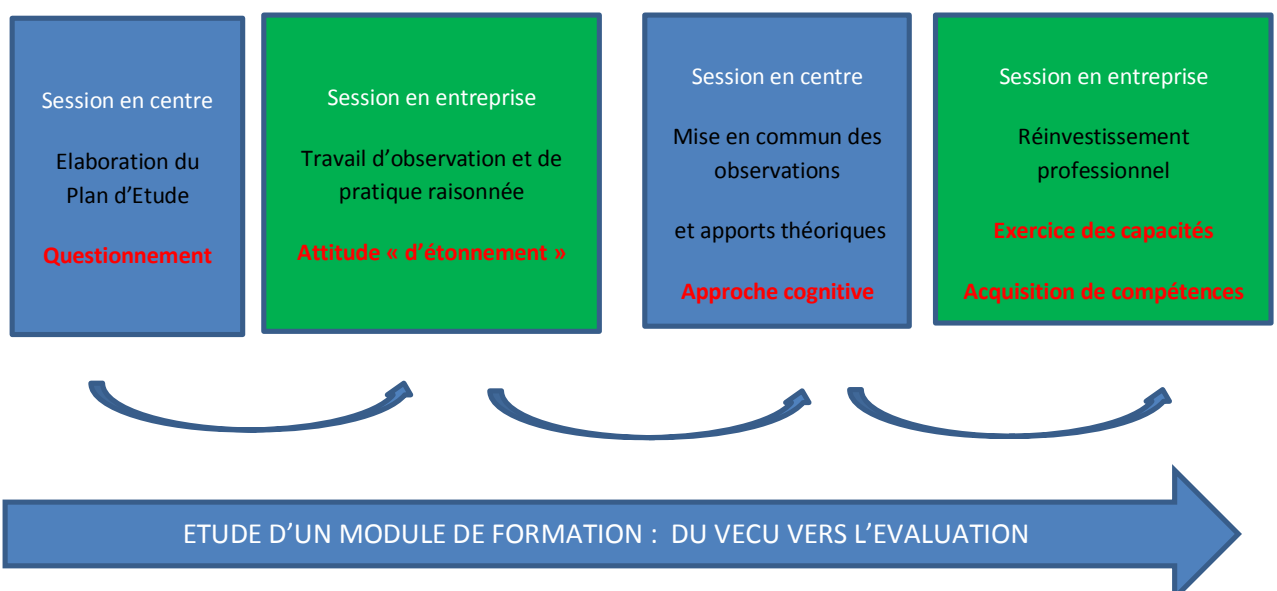 Session en centre
Elaboration du
Plan d’Etude
Questionnement
Session en entreprise
Travail d’observation et de
pratique raisonnée
Attitude « d’étonnement »
Session en centre
Mise en commun des
observations
et apports théoriques
Approche cognitive
Session en entreprise
Réinvestissement
professionnel
Exercice des capacités
Acquisition de compétences
ETUDE D’UN MODULE DE FORMATION : DU VECU VERS L’EVALUATION